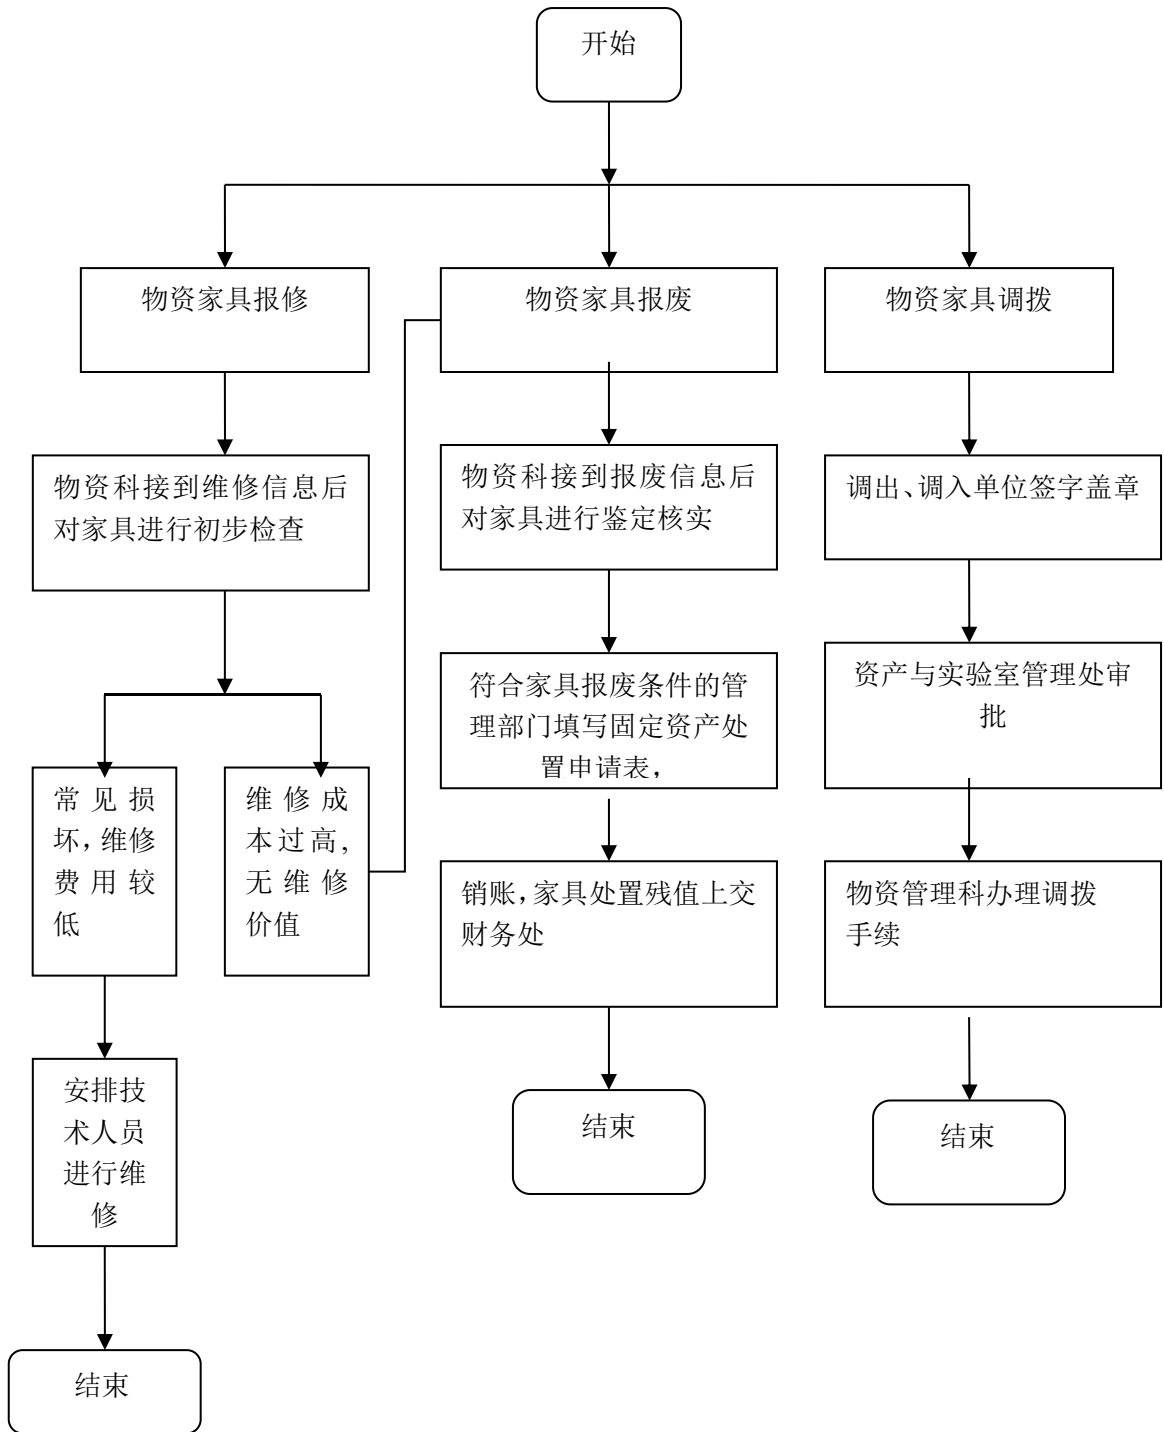 开始
物资家具报修
物资家具报废
物资家具调拨
物资科接到维修信息后
对家具进行初步检查
物资科接到报废信息后
对家具进行鉴定核实
调出、调入单位签字盖章
符合家具报废条件的管
理部门填写固定资产处
置申请表，
资产与实验室管理处审
批
常见损
坏，维修
费用较
低
维修成
本过高，
无维修
价值
销账，家具处置残值上交
财务处
物资管理科办理调拨
手续
安排技
术人员
进行维
修
结束
结束
结束